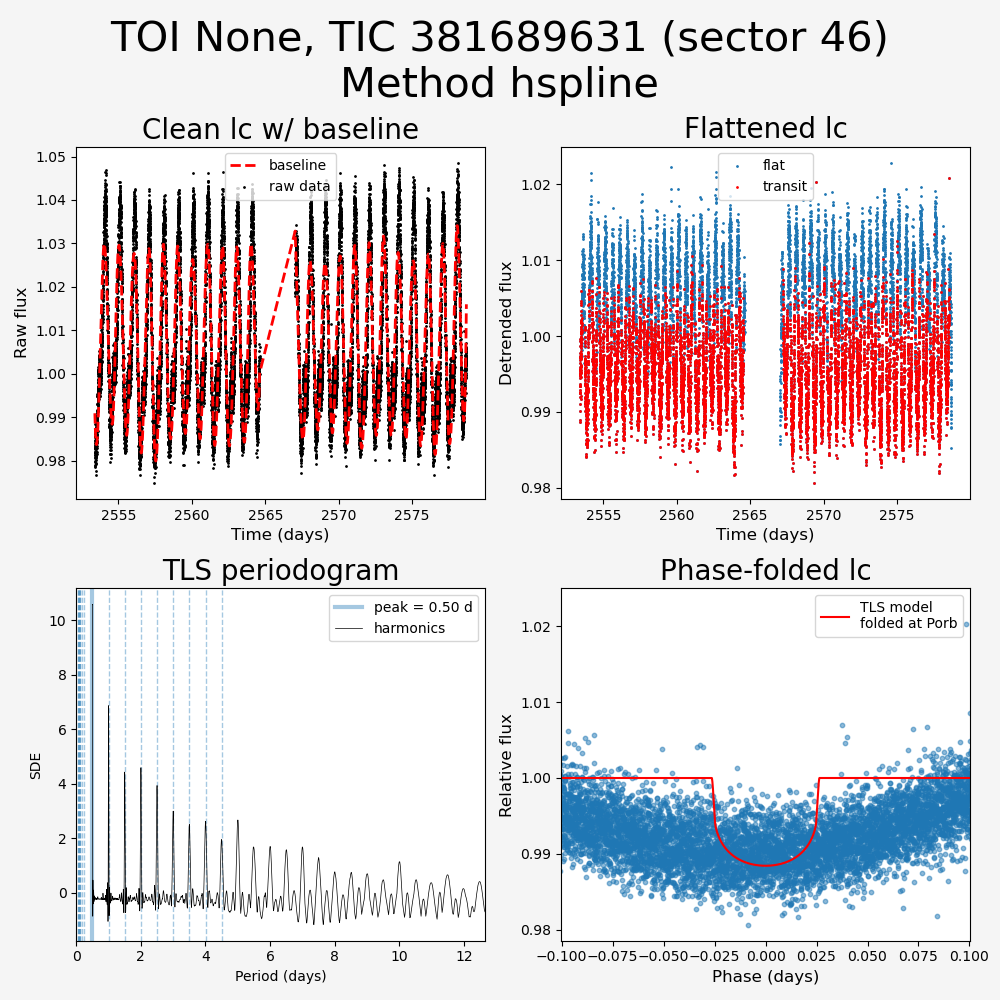 TOI None, TIC 381689631 (sector 46)
Method hspline
Clean lc w/ baseline
Flattened lc
baseline
raw data
flat
transit
Raw flux
1.05
1.04
1.03
1.02
1.01
1.00
0.99
0.98
2555
2560
2565
2570
2575
Time (days)
Detrended flux
1.02
1.01
1.00
0.99
0.98
2555
2560
2565
2570
2575
Time (days)
TLS periodogram
Phase-folded lc
peak = 0.50 d
harmonics
SDE
10
8
6
4
2
0
0
2
4
6
8
10
12
Period (days)
TLS model
folded at Porb
Relative flux
1.02
1.01
1.00
0.99
0.98
−0.100
−0.075
−0.050
−0.025
0.000
0.025
0.050
0.075
0.100
Phase (days)